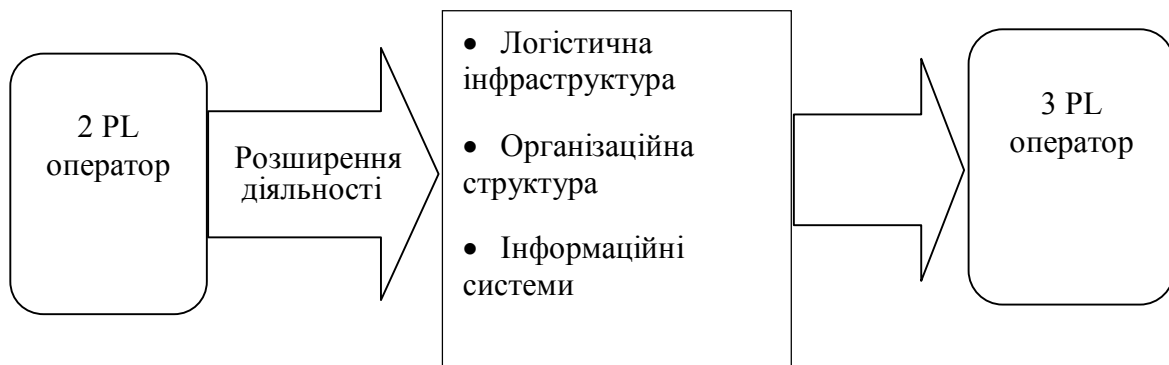 2 PL
оператор
Розширення
діяльності
• Логістична
інфраструктура
• Організаційна
структура
• Інформаційні
системи
3 PL
оператор